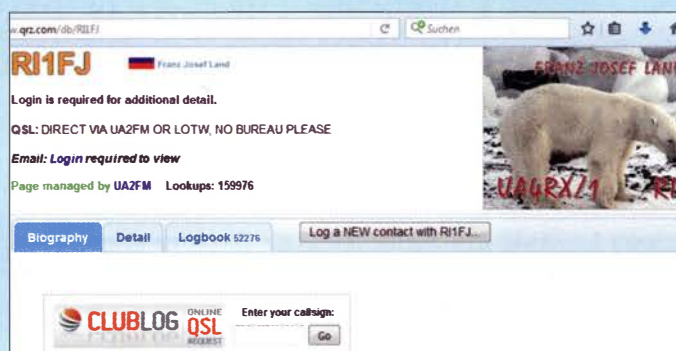 w.qrz.com/db/RI1FJ
Suchen
RI1FJ
Franz Josef Land
FRANZ JOSEF LAN
Login is required for additional detail.
QSL: DIRECT VIA UA2FM OR LOTW, NO BUREAU PLEASE
Email: Login required to view
Page managed by UA2FM Lookups: 159976
UA4RX/1
Biography
Detail
Logbook 52276
Log a NEW contact with RI1FJ...
CLUBLOG
ONLINE
QSL
REQUEST
Enter your callsign:
Go